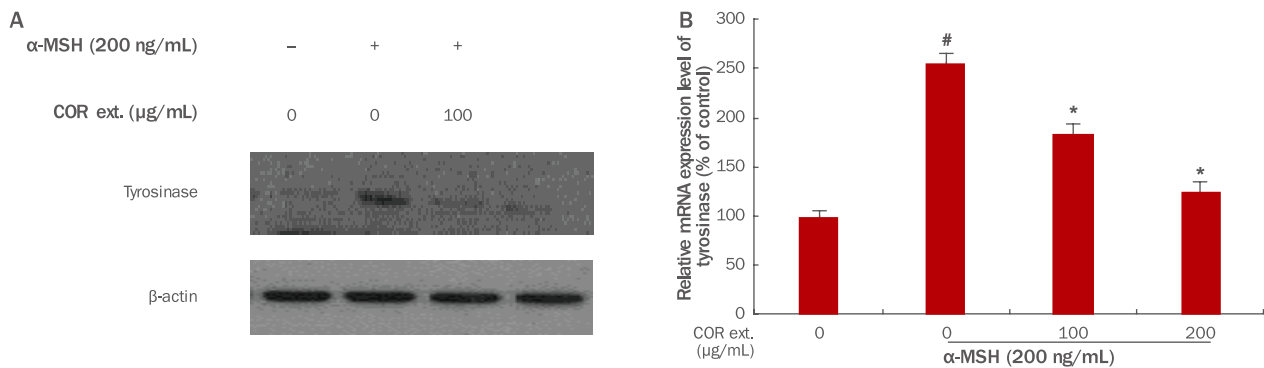 A
α-MSH (200 ng/mL) – + +
COR ext. (µg/mL) 0 0 100
Tyrosinase
β-actin
B
Relative mRNA expression level of
tyrosinase (% of control)
300
250
200
150
100
50
0
#
*
*
COR ext. 0 0 100 200
(µg/mL)
α-MSH (200 ng/mL)